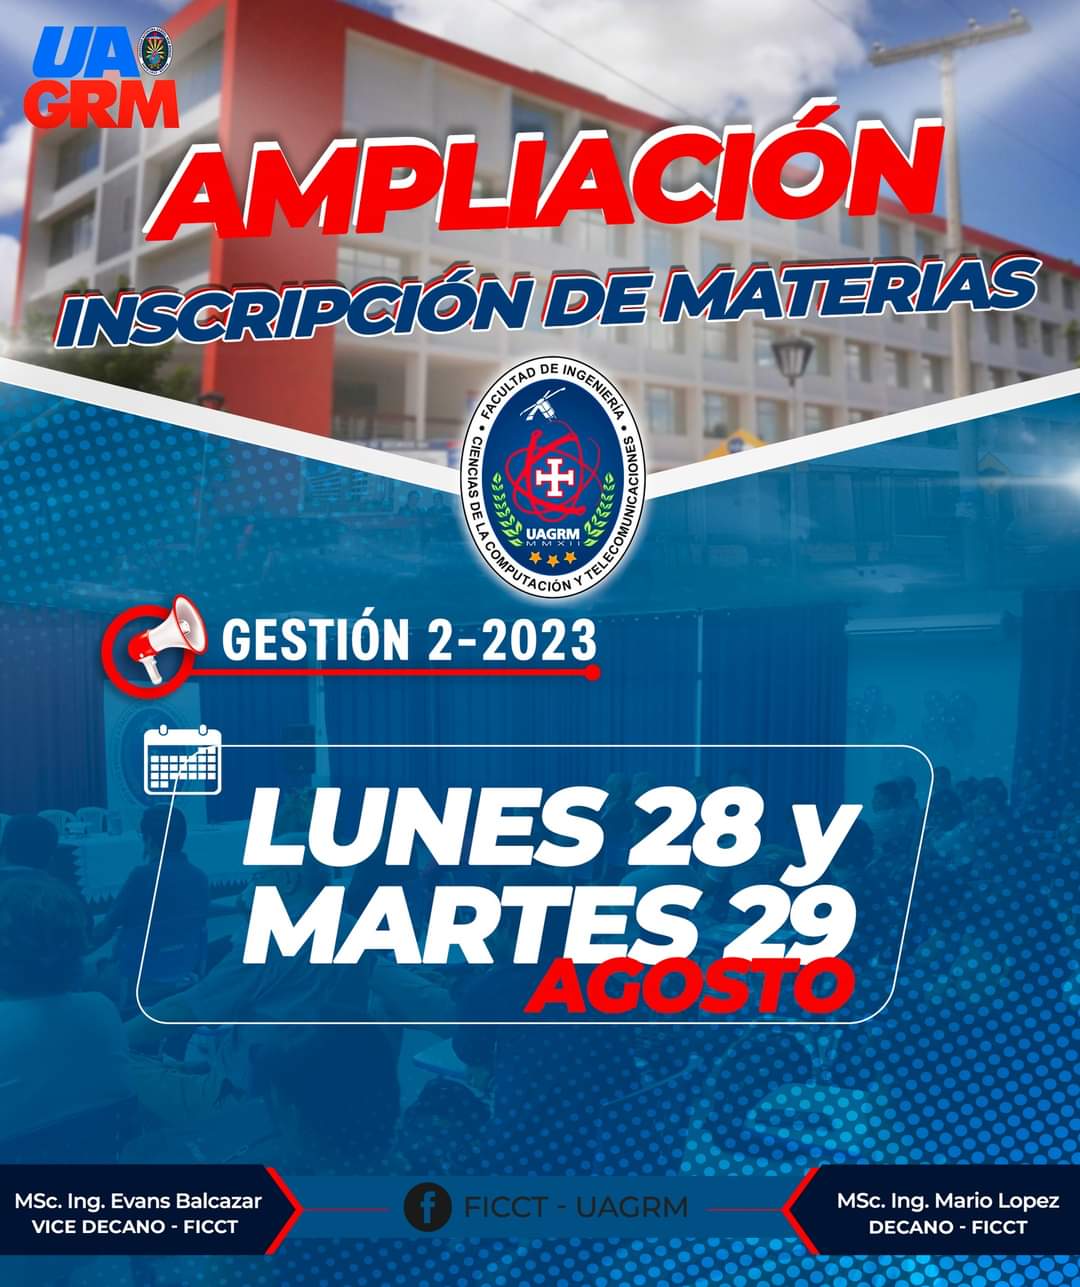 UA
GRM
AMPLIACIÓN
INSCRIPCIÓN DE MATERIAS
FACULTAD DE INGENIERÍA
CIENCIAS DE LA COMPUTACIÓN Y TELECOMUNICACIONES
UAGRM
MMXII
GESTIÓN 2-2023
LUNES 28 y
MARTES 29
AGOSTO
MSc. Ing. Evans Balcazar
VICE DECANO - FICCT
FICCT - UAGRM
MSc. Ing. Mario Lopez
DECANO - FICCT